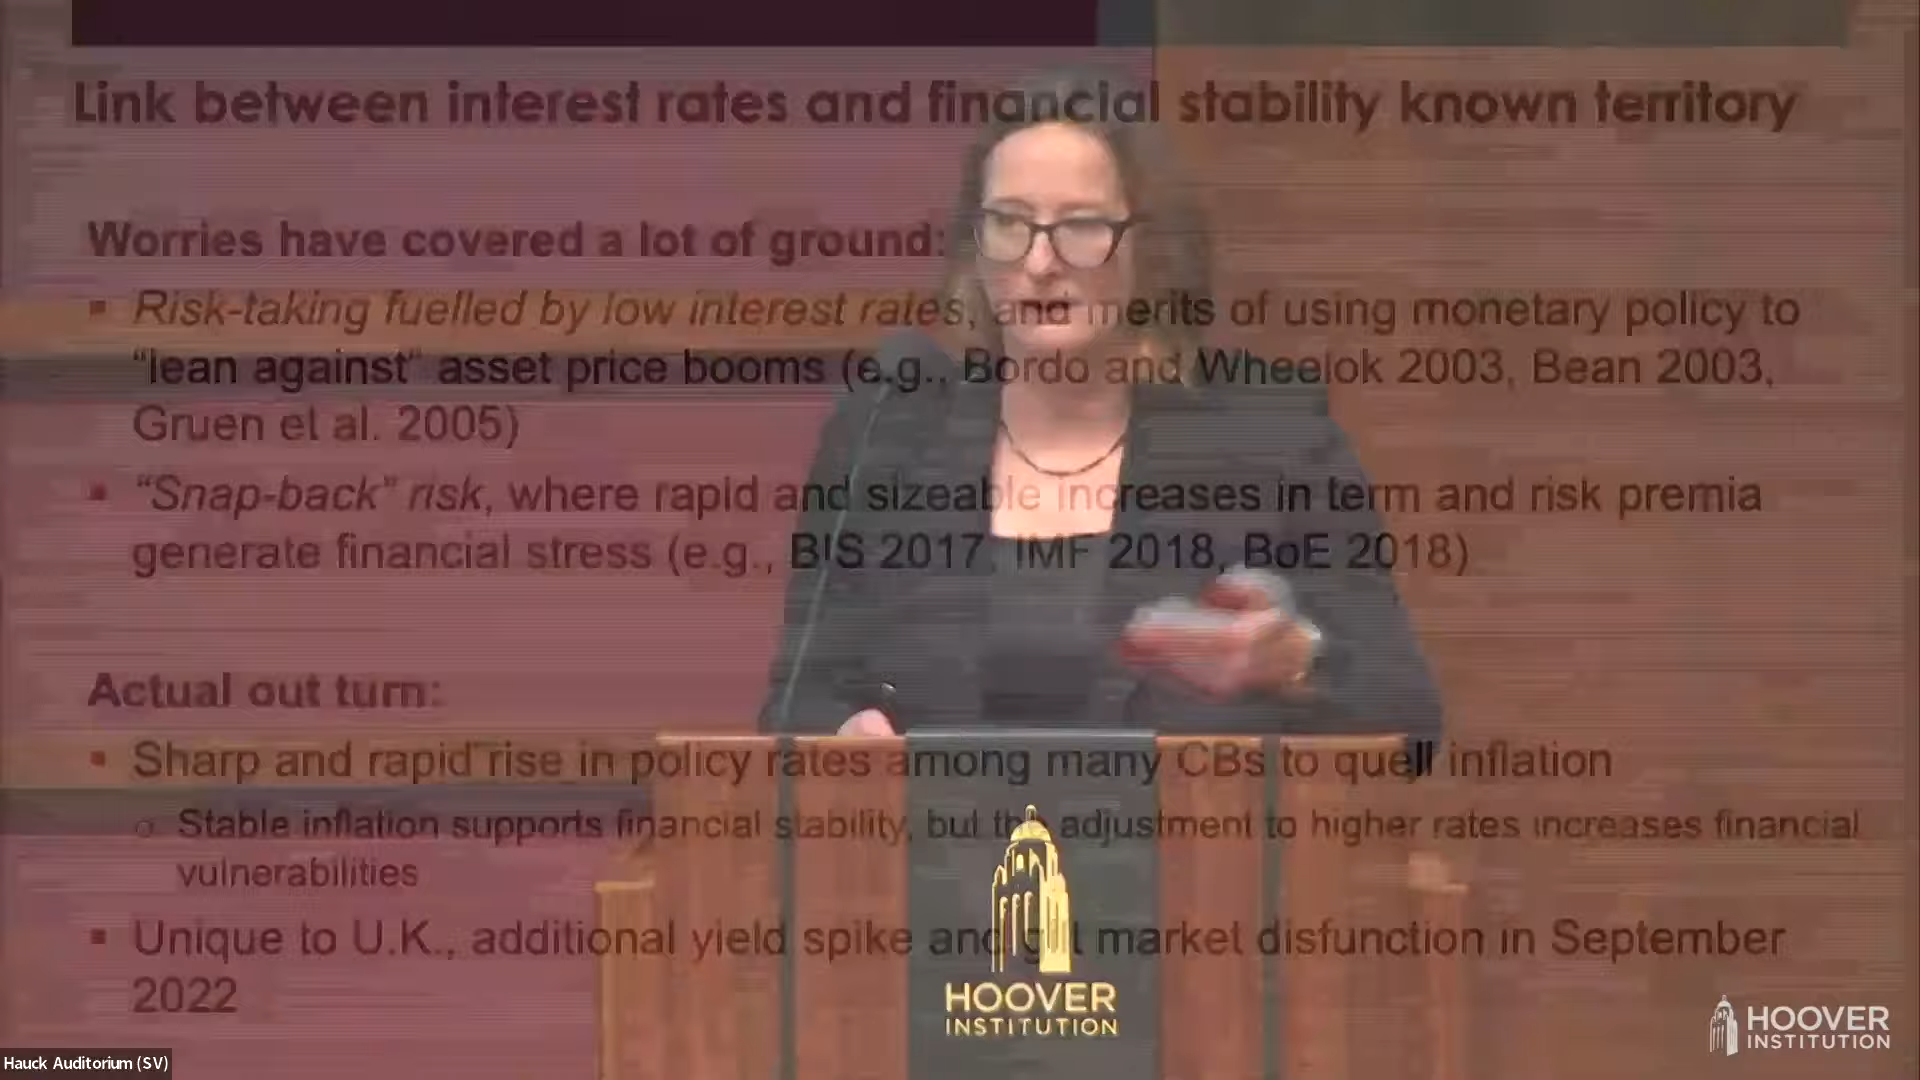 Link between interest rates and financial stability known territory
Worries have covered a lot of ground:
▪ Risk-taking fuelled by low interest rates, and merits of using monetary policy to
"lean against" asset price booms (e.g., Bordo and Wheelok 2003, Bean 2003,
Gruen et al. 2005)
▪ "Snap-back" risk, where rapid and sizeable increases in term and risk premia
generate financial stress (e.g., BIS 2017, IMF 2018, BoE 2018)
Actual out turn:
▪ Sharp and rapid rise in policy rates among many CBs to quell inflation
o Stable inflation supports financial stability, but the adjustment to higher rates increases financial
vulnerabilities
▪ Unique to U.K., additional yield spike and gilt market disfunction in September
2022
HOOVER
INSTITUTION
HOOVER
INSTITUTION
Hauck Auditorium (SV)